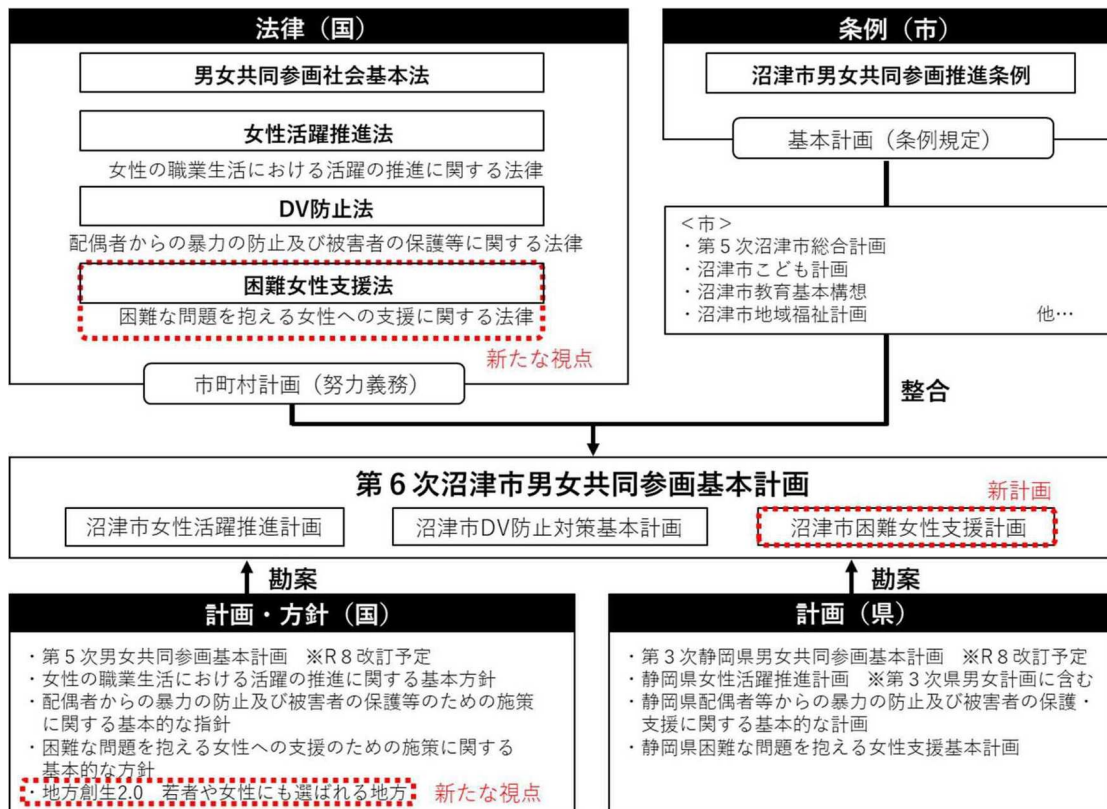 法律（国）
男女共同参画社会基本法
女性活躍推進法
女性の職業生活における活躍の推進に関する法律
DV防止法
配偶者からの暴力の防止及び被害者の保護等に関する法律
困難女性支援法
困難な問題を抱える女性への支援に関する法律
新たな視点
市町村計画（努力義務）
条例（市）
沼津市男女共同参画推進条例
基本計画（条例規定）
＜市＞
・第５次沼津市総合計画
・沼津市こども計画
・沼津市教育基本構想
・沼津市地域福祉計画　他…
整合
第６次沼津市男女共同参画基本計画
新計画
沼津市女性活躍推進計画
沼津市DV防止対策基本計画
沼津市困難女性支援計画
勘案
勘案
計画・方針（国）
・第５次男女共同参画基本計画　※R８改訂予定
・女性の職業生活における活躍の推進に関する基本方針
・配偶者からの暴力の防止及び被害者の保護等のための施策
に関する基本的な指針
・困難な問題を抱える女性への支援のための施策に関する
基本的な方針
・地方創生2.0　若者や女性にも選ばれる地方
新たな視点
計画（県）
・第３次静岡県男女共同参画基本計画　※R８改訂予定
・静岡県女性活躍推進計画　※第３次県男女計画に含む
・静岡県配偶者等からの暴力の防止及び被害者の保護・
支援に関する基本的な計画
・静岡県困難な問題を抱える女性支援基本計画